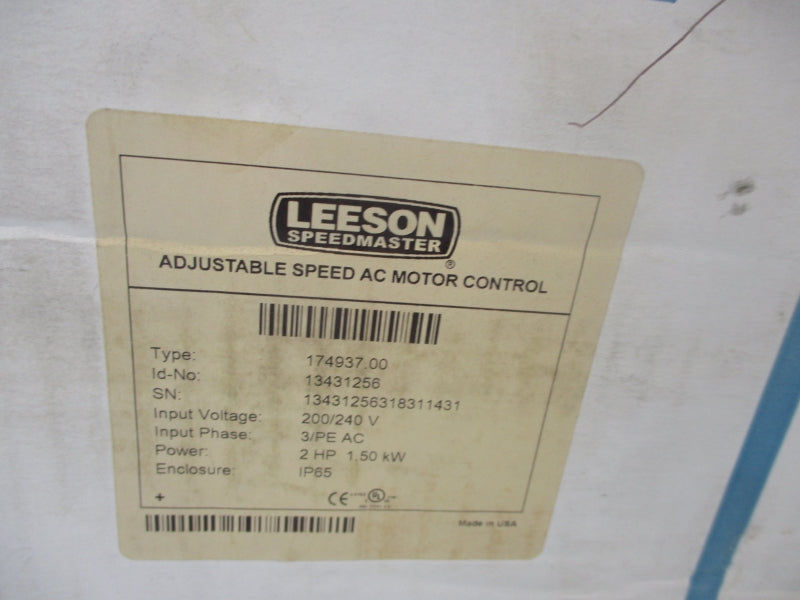 LEESON
SPEEDMASTER ®
ADJUSTABLE SPEED AC MOTOR CONTROL
Type: 174937.00
Id-No: 13431256
SN: 13431256318311431
Input Voltage: 200/240 V
Input Phase: 3/PE AC
Power: 2 HP 1.50 kW
Enclosure: IP65
+ CE UL
Made in USA